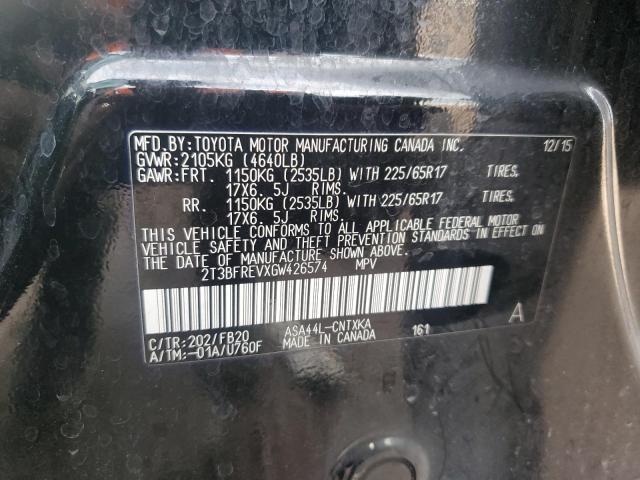 MFD.BY:TOYOTA MOTOR MANUFACTURING CANADA INC. 12/15
GVWR:2105KG (4640LB)
GAWR:FRT. 1150KG (2535LB) WITH 225/65R17 TIRES.
17X6.5J RIMS.
RR. 1150KG (2535LB) WITH 225/65R17 TIRES.
17X6.5J RIMS.
THIS VEHICLE CONFORMS TO ALL APPLICABLE FEDERAL MOTOR
VEHICLE SAFETY AND THEFT PREVENTION STANDARDS IN EFFECT ON
THE DATE OF MANUFACTURE SHOWN ABOVE.
2T3BFREVXGW426574 MPV
A
C/TR:202/FB20 ASA44L-CNTXKA 161
A/TM:-01A/U760F MADE IN CANADA